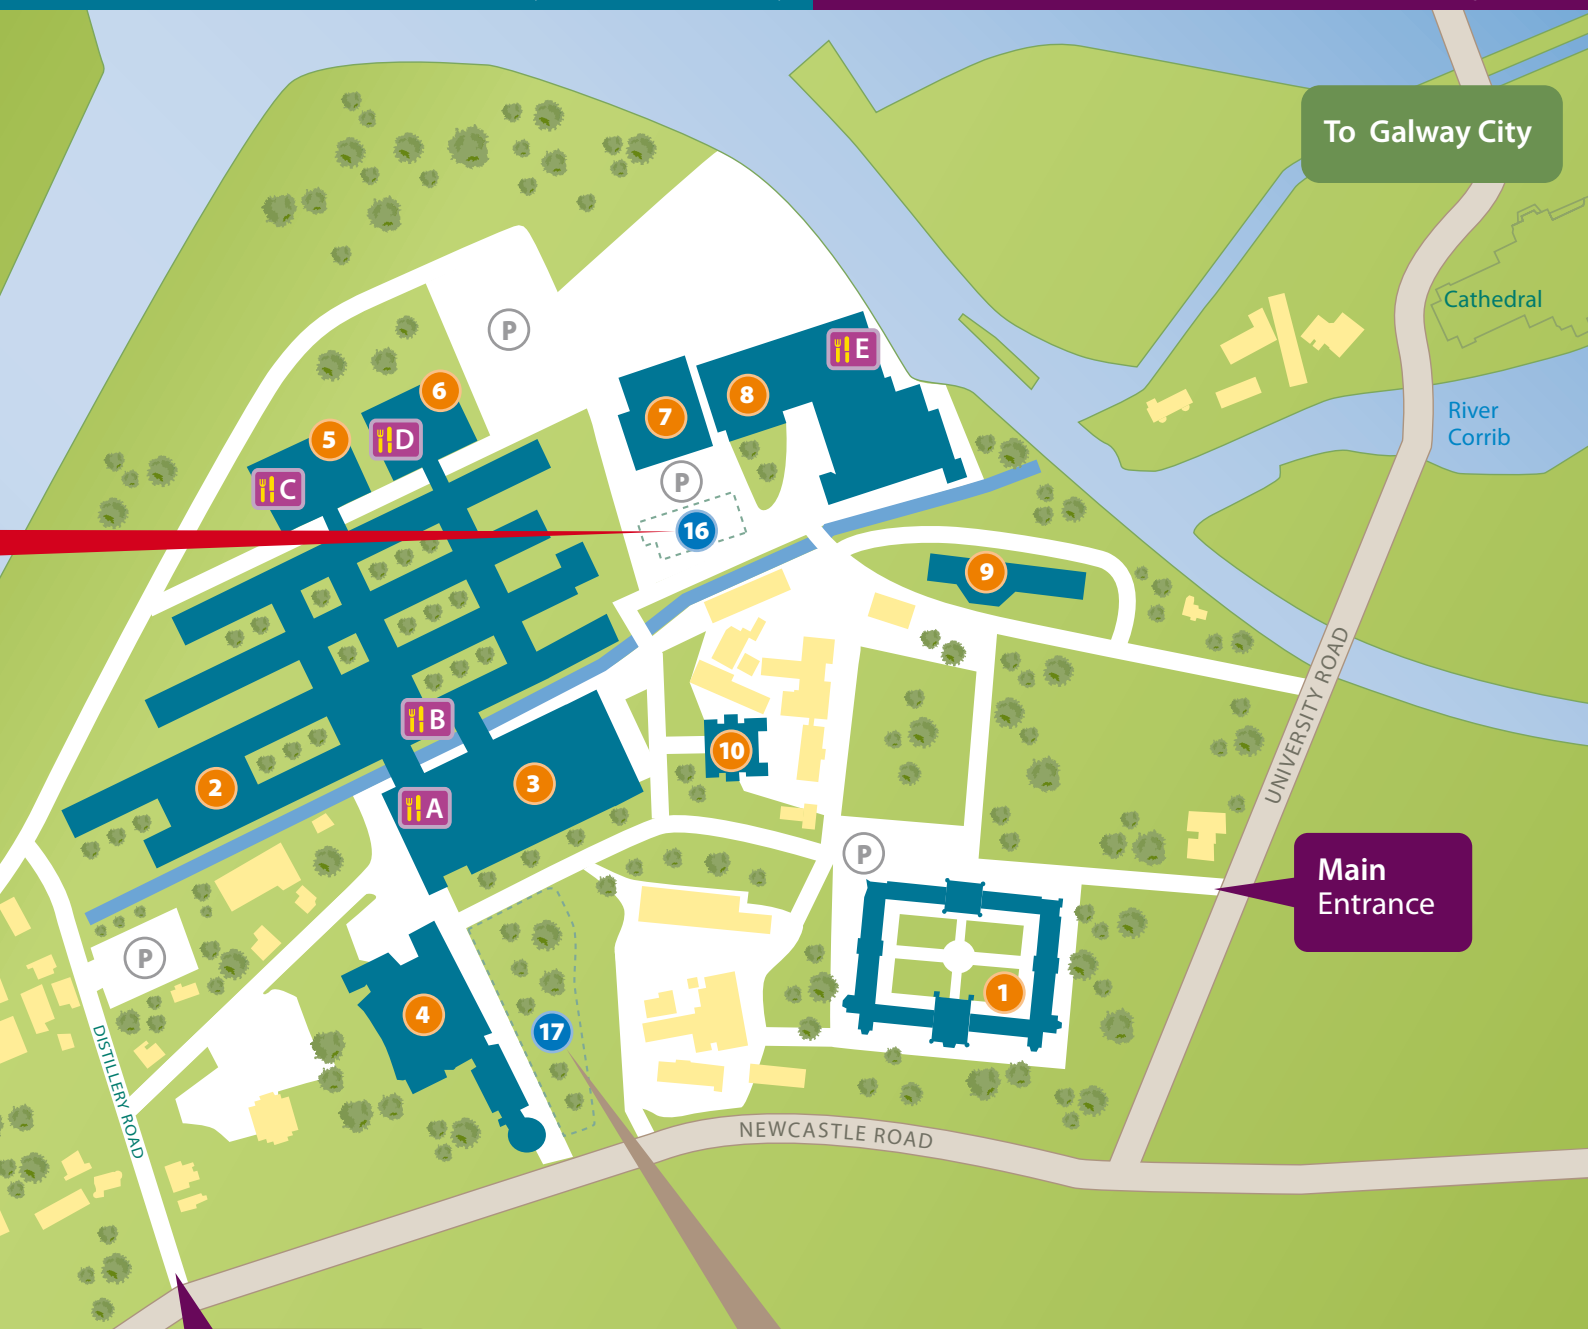 To Galway City
Cathedral
River
Corrib
P
E
6
8
7
5
D
C
P
16
9
UNIVERSITY ROAD
B
10
3
2
A
P
Main
Entrance
P
1
4
17
DISTILLERY ROAD
NEWCASTLE ROAD